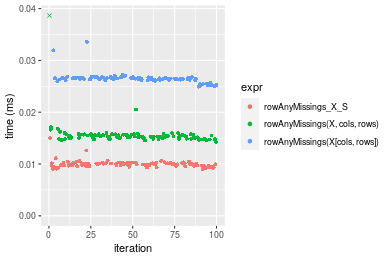 0.04
0.03
0.02
0.01
0.00
time (ms)
0
25
50
75
100
iteration
expr
rowAnyMissings_X_S
rowAnyMissings(X, cols, rows)
rowAnyMissings(X[cols, rows])